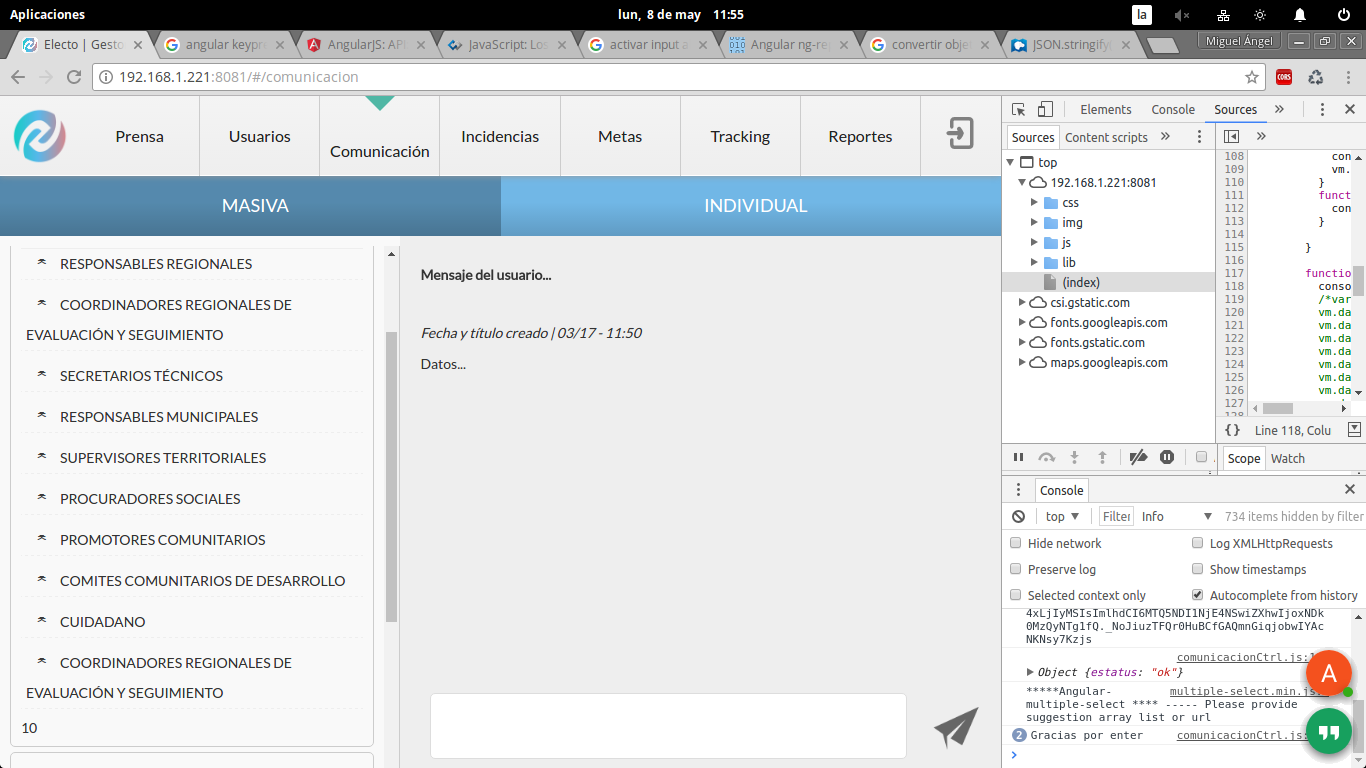 Aplicaciones
lun, 8 de may 11:55
la
Electo | Gesto
angular keypre
AngularJS: API
JavaScript: Los
activar input a
Angular ng-rep
convertir obje
JSON.stringify(
Miguel Ángel
192.168.1.221:8081/#/comunicacion
CORS
Prensa
Usuarios
Comunicación
Incidencias
Metas
Tracking
Reportes
MASIVA
INDIVIDUAL
RESPONSABLES REGIONALES
COORDINADORES REGIONALES DE
EVALUACIÓN Y SEGUIMIENTO
SECRETARIOS TÉCNICOS
RESPONSABLES MUNICIPALES
SUPERVISORES TERRITORIALES
PROCURADORES SOCIALES
PROMOTORES COMUNITARIOS
COMITES COMUNITARIOS DE DESARROLLO
CUIDADANO
COORDINADORES REGIONALES DE
EVALUACIÓN Y SEGUIMIENTO
10
Mensaje del usuario...
Fecha y título creado | 03/17 - 11:50
Datos...
Elements Console Sources »
Sources Content scripts »
top
192.168.1.221:8081
css
img
js
lib
(index)
csi.gstatic.com
fonts.googleapis.com
fonts.gstatic.com
maps.googleapis.com
»
108 con
109 vm.
110 }
111 funct
112 con
113 }
114
115 }
116
117 functio
118 conso
119 /*var
120 vm.da
121 vm.da
122 vm.da
123 vm.da
124 vm.da
125 vm.da
126 vm.da
127
128
{} Line 118, Colu
Scope Watch
Console
top ▼ Filter Info ▼ 734 items hidden by filter
Hide network
Log XMLHttpRequests
Preserve log
Show timestamps
Selected context only
Autocomplete from history
4xLjIyMSIsImlhdCI6MTQ5NDI1NjE4NSwiZXhwIjoxNDk
0MzQyNTg1fQ._NoJiuzTFQr0HuBCfGAQmnGiqjobwIYAc
NKNsy7Kzjs
comunicacionCtrl.js:1
Object {estatus: "ok"}
*****Angular- multiple-select.min.js:
multiple-select **** ----- Please provide
suggestion array list or url
2 Gracias por enter comunicacionCtrl.js:
A